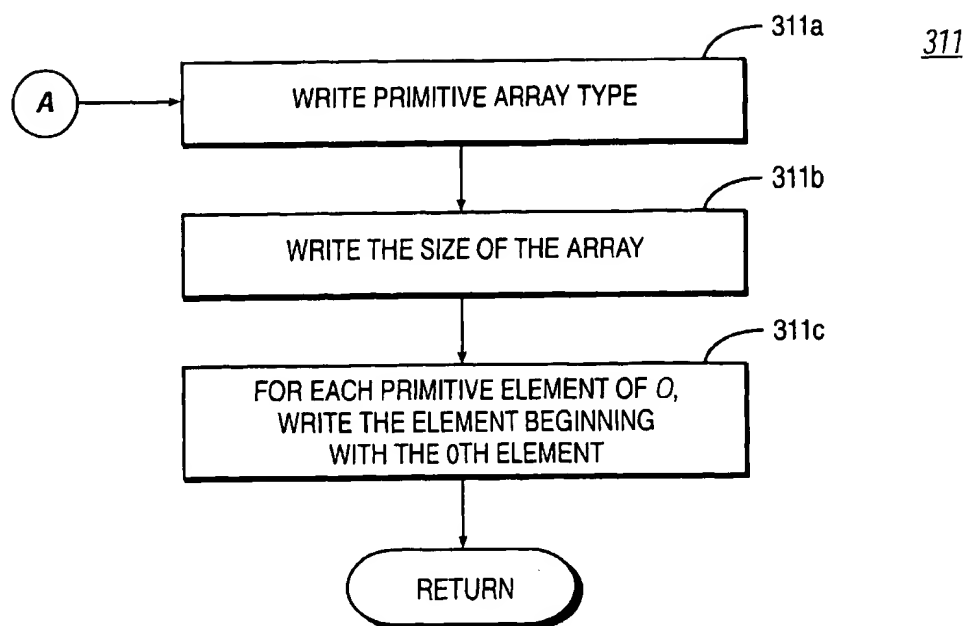 311a
311
A
WRITE PRIMITIVE ARRAY TYPE
311b
WRITE THE SIZE OF THE ARRAY
311c
FOR EACH PRIMITIVE ELEMENT OF O,
WRITE THE ELEMENT BEGINNING
WITH THE 0TH ELEMENT
RETURN